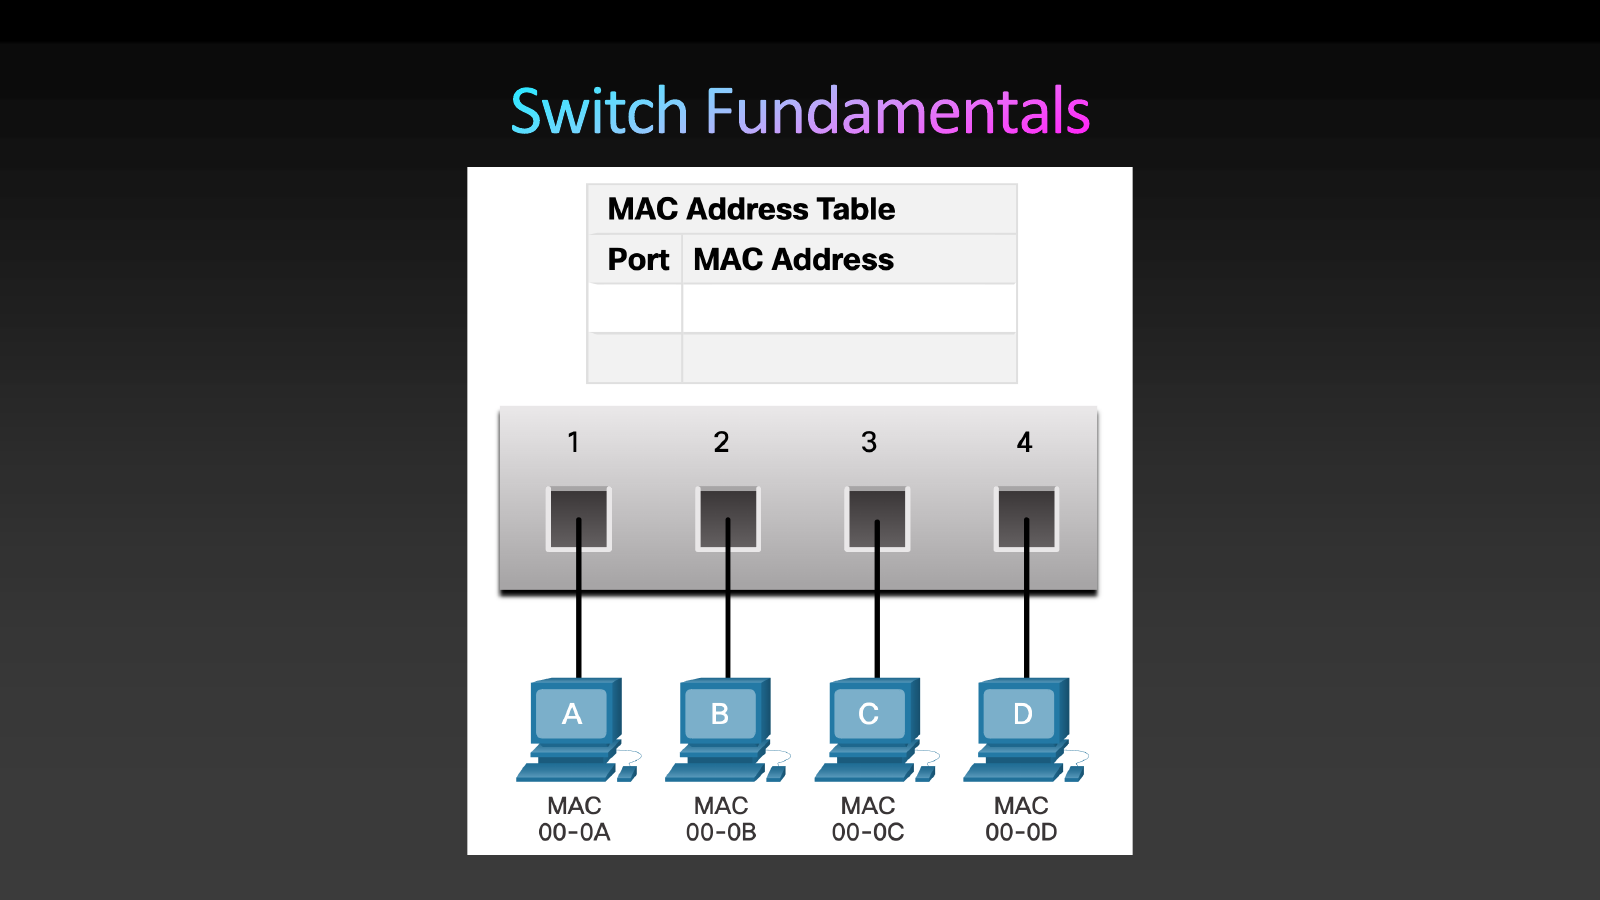 Switch Fundamentals
MAC Address Table
Port MAC Address
1 2 3 4
A B C D
MAC MAC MAC MAC
00-0A 00-0B 00-0C 00-0D